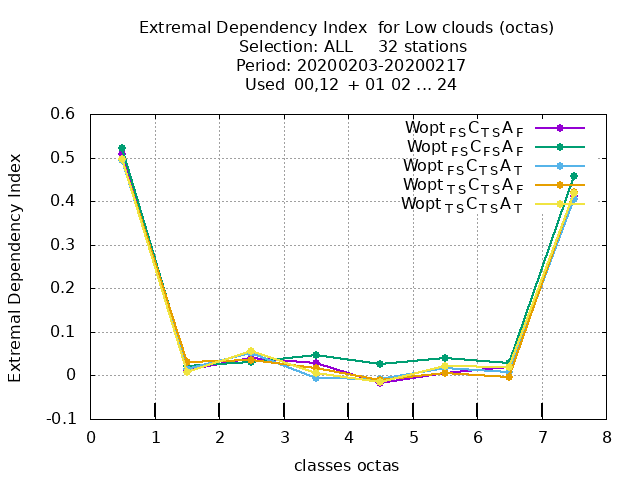 Extremal Dependency Index for Low clouds (octas)
Selection: ALL 32 stations
Period: 20200203-20200217
Used 00,12 + 01 02 ... 24
Wopt FS C TS A F
Wopt FS C FS A F
Wopt FS C TS A T
Wopt TS C TS A F
Wopt TS C TS A T
Extremal Dependency Index
0.6
0.5
0.4
0.3
0.2
0.1
0
-0.1
0 1 2 3 4 5 6 7 8
classes octas